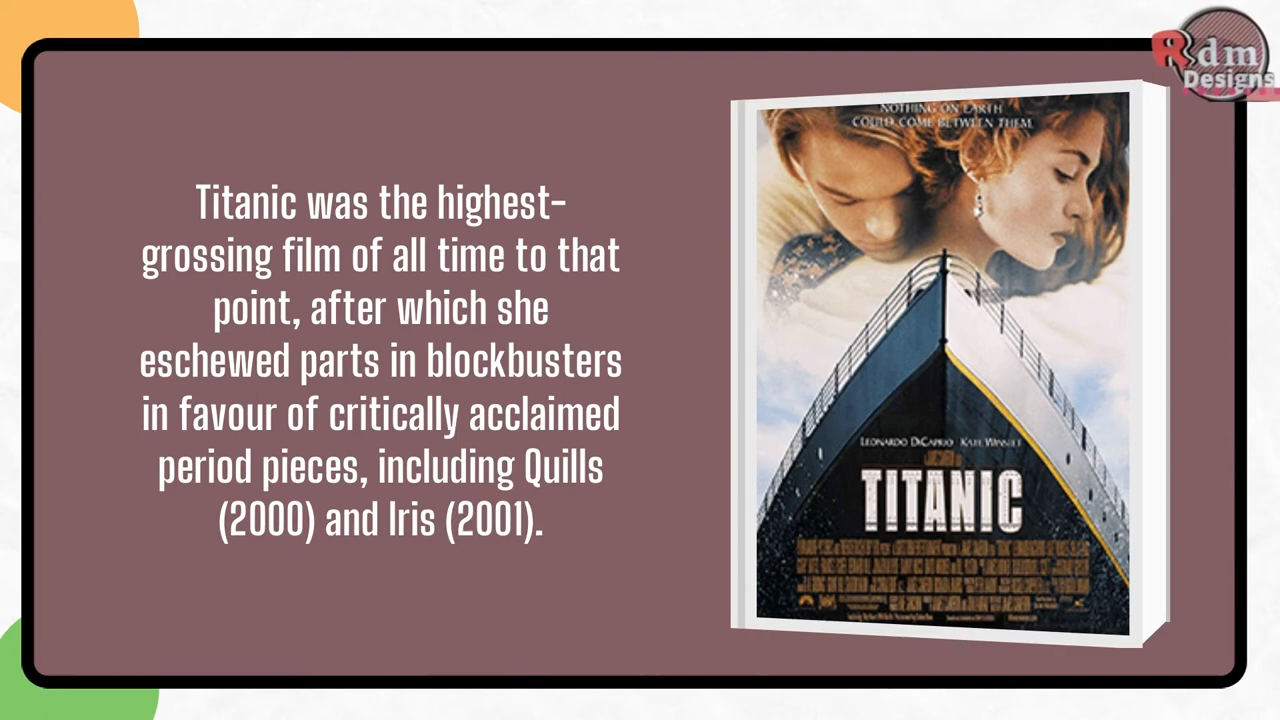 Rdm
Designs
Titanic was the highest-
grossing film of all time to that
point, after which she
eschewed parts in blockbusters
in favour of critically acclaimed
period pieces, including Quills
(2000) and Iris (2001).
NOTHING ON EARTH
COULD COME BETWEEN THEM.
LEONARDO DICAPRIO KATE WINSLET
TITANIC